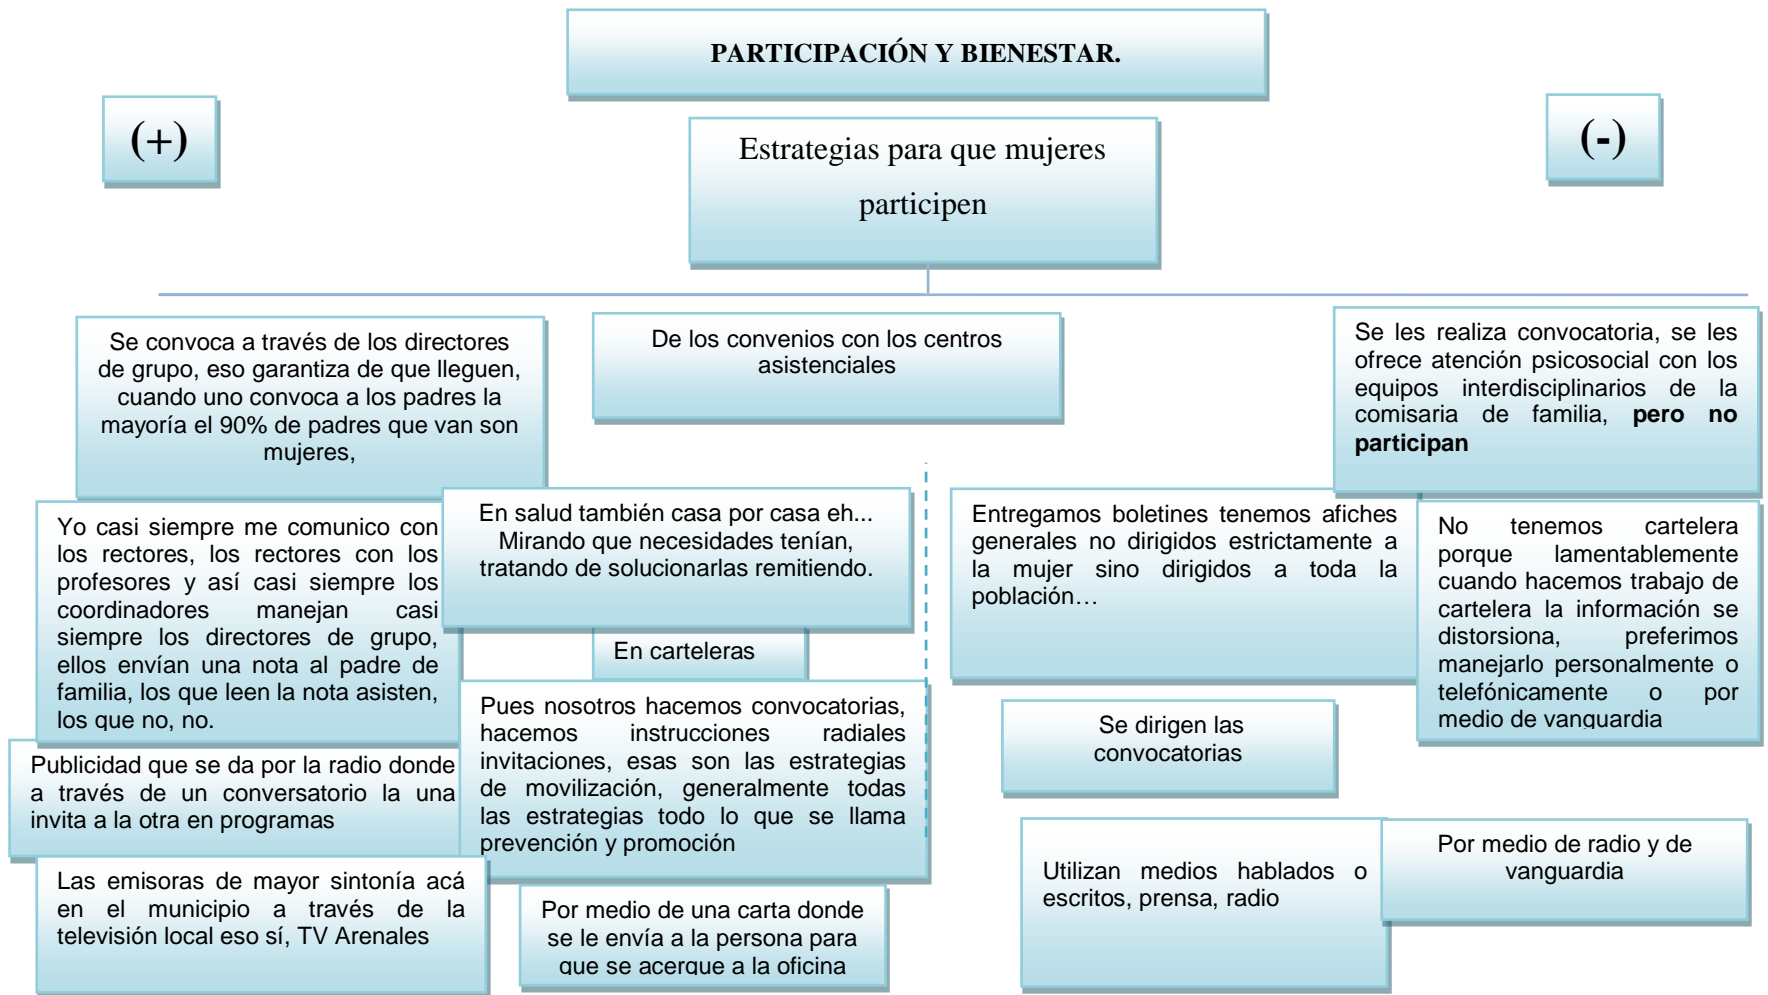 PARTICIPACIÓN Y BIENESTAR.
(+)
(-)
Estrategias para que mujeres
participen
Se convoca a través de los directores
de grupo, eso garantiza de que lleguen,
cuando uno convoca a los padres la
mayoría el 90% de padres que van son
mujeres,
De los convenios con los centros
asistenciales
Se les realiza convocatoria, se les
ofrece atención psicosocial con los
equipos interdisciplinarios de la
comisaria de familia, pero no
participan
Yo casi siempre me comunico con
los rectores, los rectores con los
profesores y así casi siempre los
coordinadores manejan casi
siempre los directores de grupo,
ellos envían una nota al padre de
familia, los que leen la nota asisten,
los que no, no.
En salud también casa por casa eh...
Mirando que necesidades tenían,
tratando de solucionarlas remitiendo.
Entregamos boletines tenemos afiches
generales no dirigidos estrictamente a
la mujer sino dirigidos a toda la
población…
No tenemos cartelera
porque lamentablemente
cuando hacemos trabajo de
cartelera la información se
distorsiona, preferimos
manejarlo personalmente o
telefónicamente o por
medio de vanguardia
En carteleras
Pues nosotros hacemos convocatorias,
hacemos instrucciones radiales
invitaciones, esas son las estrategias
de movilización, generalmente todas
las estrategias todo lo que se llama
prevención y promoción
Se dirigen las
convocatorias
Publicidad que se da por la radio donde
a través de un conversatorio la una
invita a la otra en programas
Utilizan medios hablados o
escritos, prensa, radio
Por medio de radio y de
vanguardia
Las emisoras de mayor sintonía acá
en el municipio a través de la
televisión local eso sí, TV Arenales
Por medio de una carta donde
se le envía a la persona para
que se acerque a la oficina